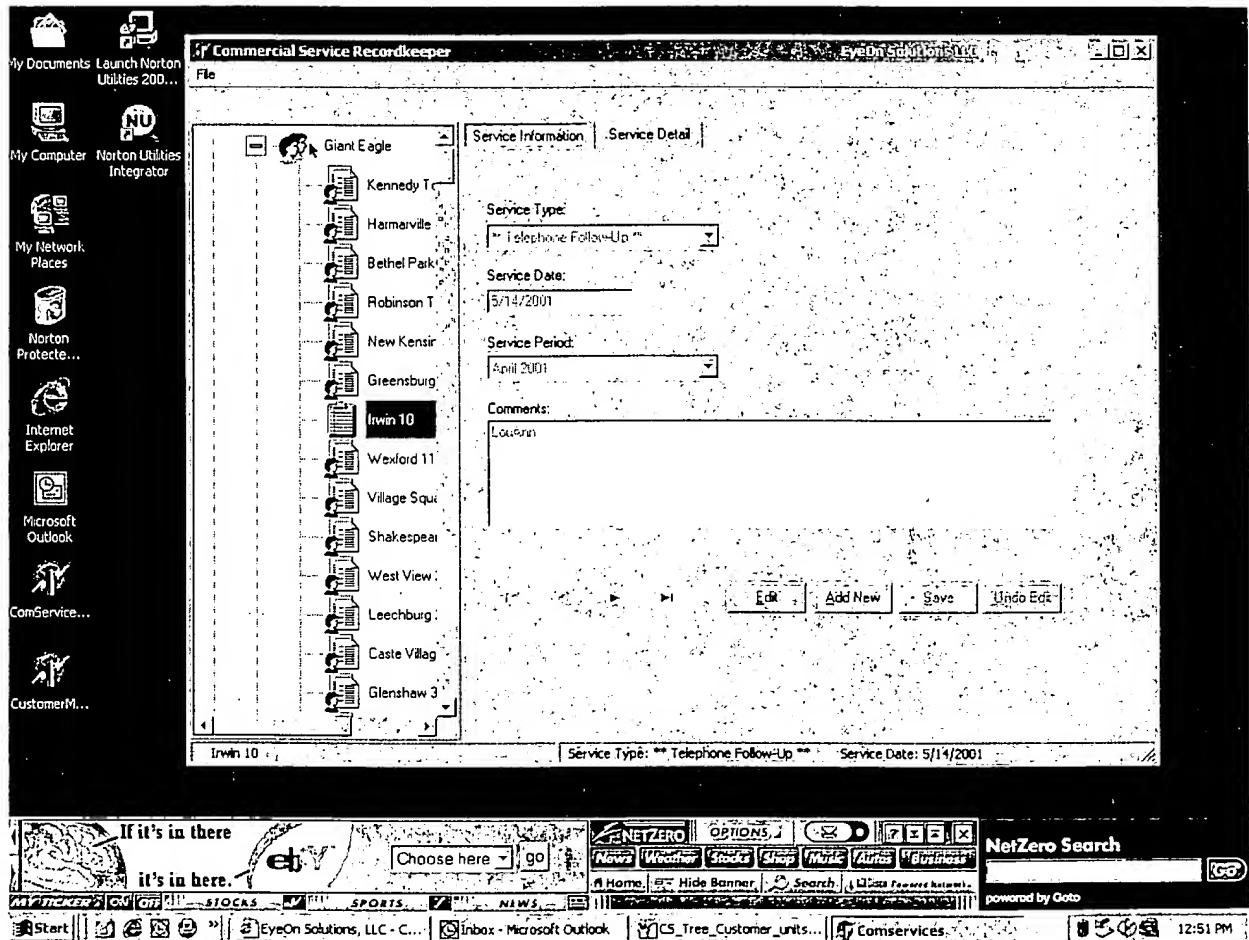 My Documents
Launch Norton Utilities 200...
My Computer
Norton Utilities Integrator
My Network Places
Norton Protecte...
Internet Explorer
Microsoft Outlook
ComService...
CustomerM...
Commercial Service Recordkeeper
EyeOn Solutions LLC
File
Giant Eagle
Kennedy T
Harmarville
Bethel Park
Robinson T
New Kensir
Greensburg
Irwin 10
Wexford 11
Village Squa
Shakespear
West View
Leechburg
Caste Villag
Glenshaw 3
Service Information
Service Detail
Service Type:
** Telephone Follow-Up **
Service Date:
5/14/2001
Service Period:
April 2001
Comments:
LouAnn
Edit
Add New
Save
Undo Edit
Irwin 10
Service Type: ** Telephone Follow-Up **
Service Date: 5/14/2001
If it's in there
it's in here.
ebY
Choose here
go
NETZERO
OPTIONS
News Weather Stocks Shop Music Autos Business
Home Hide Banner Search
NetZero Search
GO
powered by Goto
MY TICKER ON OFF STOCKS SPORTS NEWS
Start
EyeOn Solutions, LLC - C...
Inbox - Microsoft Outlook
CS_Tree_Customer_units...
Comservices
12:51 PM